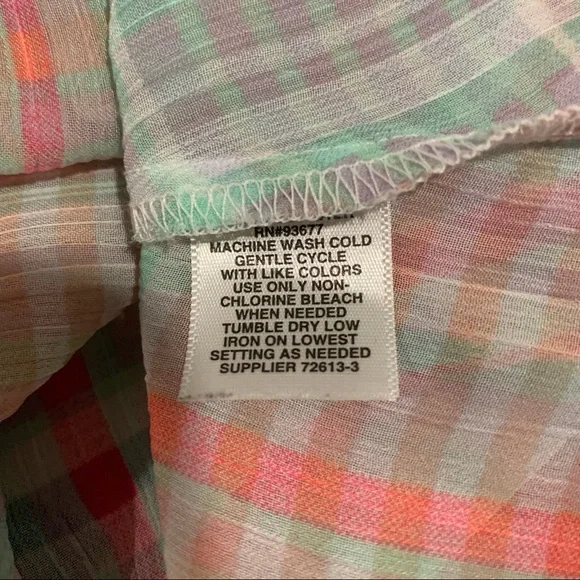 RN#93677
MACHINE WASH COLD
GENTLE CYCLE
WITH LIKE COLORS
USE ONLY NON-
CHLORINE BLEACH
WHEN NEEDED
TUMBLE DRY LOW
IRON ON LOWEST
SETTING AS NEEDED
SUPPLIER 72613-3